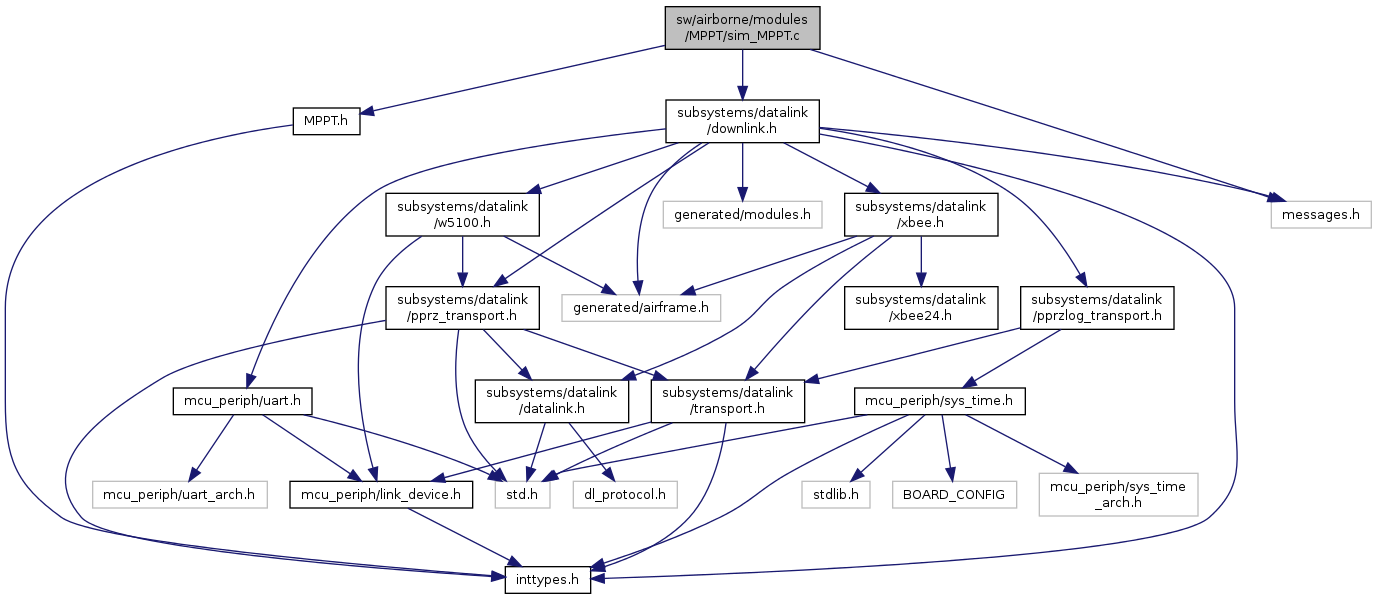 sw/airborne/modules
/MPPT/sim_MPPT.c
MPPT.h
subsystems/datalink
/downlink.h
subsystems/datalink
/w5100.h
generated/modules.h
subsystems/datalink
/xbee.h
messages.h
subsystems/datalink
/pprz_transport.h
generated/airframe.h
subsystems/datalink
/xbee24.h
subsystems/datalink
/pprzlog_transport.h
mcu_periph/uart.h
subsystems/datalink
/datalink.h
subsystems/datalink
/transport.h
mcu_periph/sys_time.h
mcu_periph/uart_arch.h
mcu_periph/link_device.h
std.h
dl_protocol.h
stdlib.h
BOARD_CONFIG
mcu_periph/sys_time
_arch.h
inttypes.h